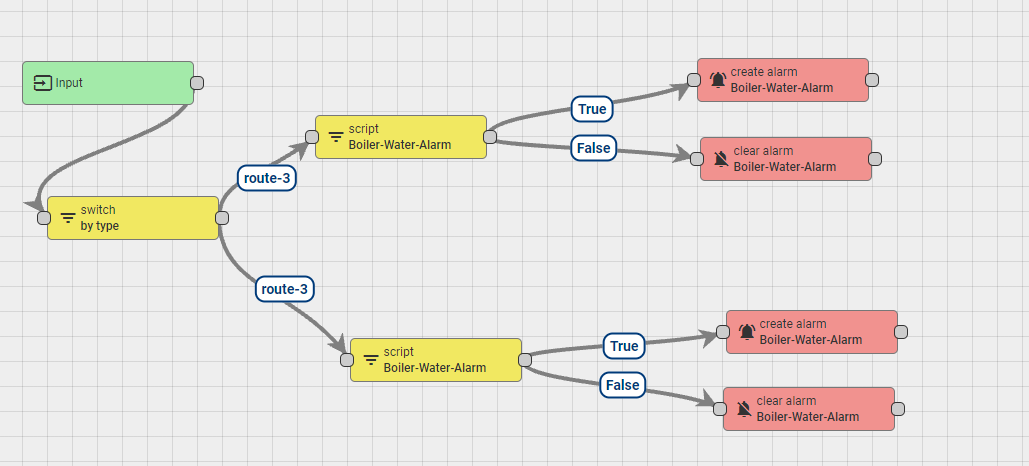 Input
create alarm
Boiler-Water-Alarm
True
script
Boiler-Water-Alarm
False
clear alarm
Boiler-Water-Alarm
route-3
switch
by type
route-3
create alarm
Boiler-Water-Alarm
True
script
Boiler-Water-Alarm
False
clear alarm
Boiler-Water-Alarm